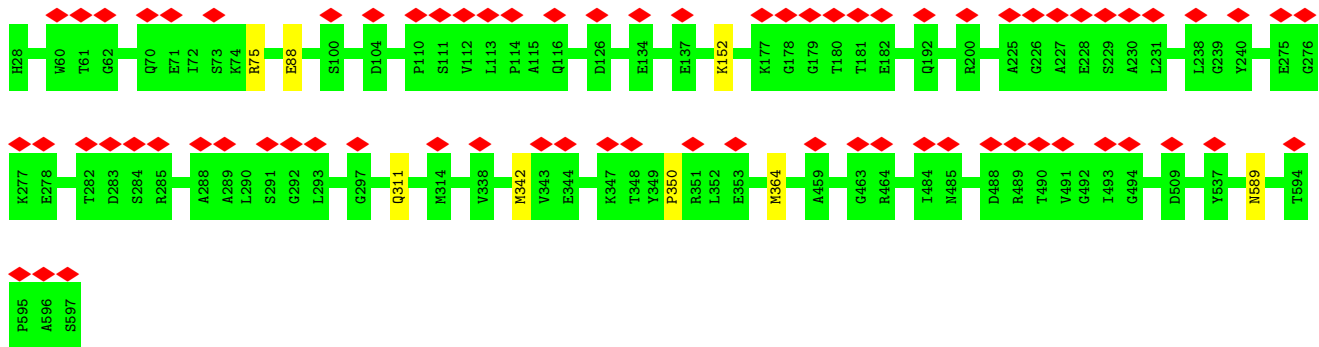 H28 W60 T61 G62 Q70 E71 I72 S73 K74 R75 E88 S100 D104 P110 S111 V112 L113 P114 A115 Q116 D126 E134 E137 K152 K177 G178 G179 T180 T181 E182 Q192 R200 A225 G226 A227 E228 S229 A230 L231 L238 G239 Y240 E275 G276
K277 E278 T282 D283 S284 R285 A288 A289 L290 S291 G292 L293 G297 Q311 M314 V338 M342 V343 E344 K347 T348 Y349 P350 R351 L352 E353 M364 A459 G463 R464 I484 N485 D488 R489 T490 V491 G492 I493 G494 D509 Y537 N589 T594
P595 A596 S597